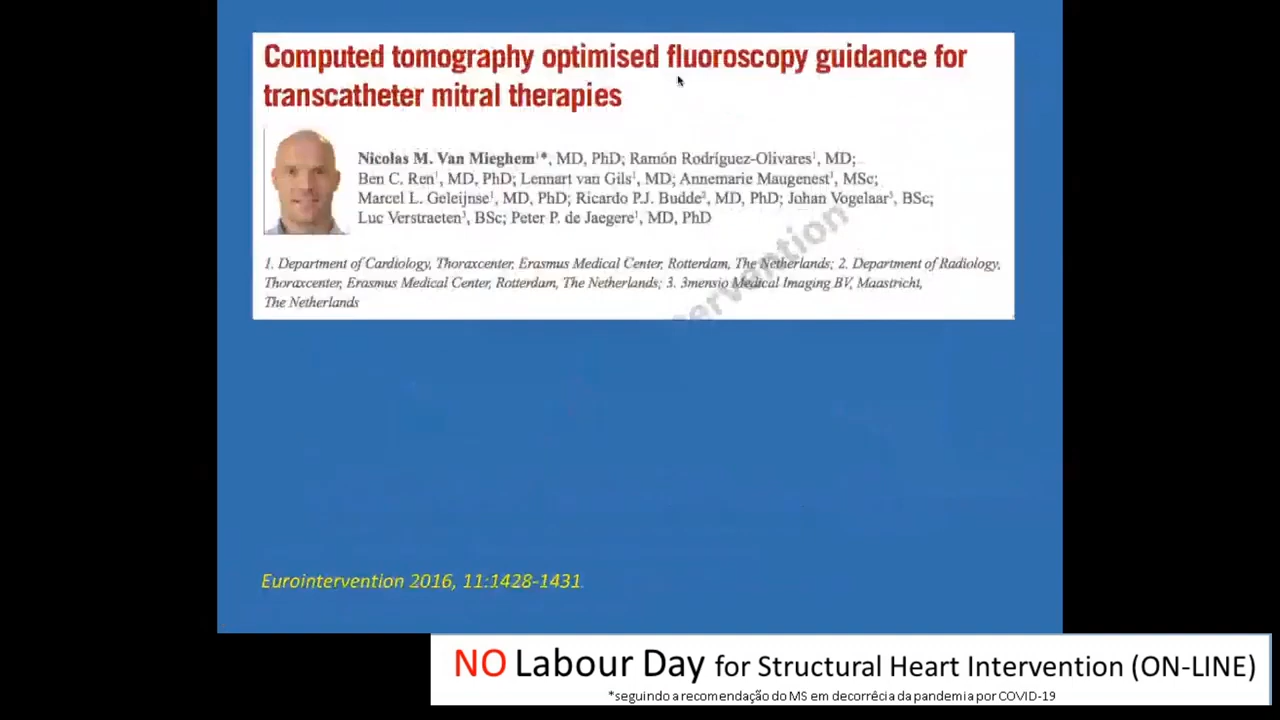 Computed tomography optimised fluoroscopy guidance for
transcatheter mitral therapies
Nicolas M. Van Mieghem¹*, MD, PhD; Ramón Rodríguez-Olivares¹, MD;
Ben C. Ren¹, MD, PhD; Lennart van Gils¹, MD; Annemarie Maugenest¹, MSc;
Marcel L. Geleijnse¹, MD, PhD; Ricardo P.J. Budde², MD, PhD; Johan Vogelaar³, BSc;
Luc Verstraeten³, BSc; Peter P. de Jaegere¹, MD, PhD
1. Department of Cardiology, Thoraxcenter, Erasmus Medical Center, Rotterdam, The Netherlands; 2. Department of Radiology,
Thoraxcenter, Erasmus Medical Center, Rotterdam, The Netherlands; 3. 3mensio Medical Imaging BV, Maastricht,
The Netherlands
ervention
Eurointervention 2016, 11:1428-1431.
NO Labour Day for Structural Heart Intervention (ON-LINE)
*seguindo a recomendação do MS em decorrêcia da pandemia por COVID-19